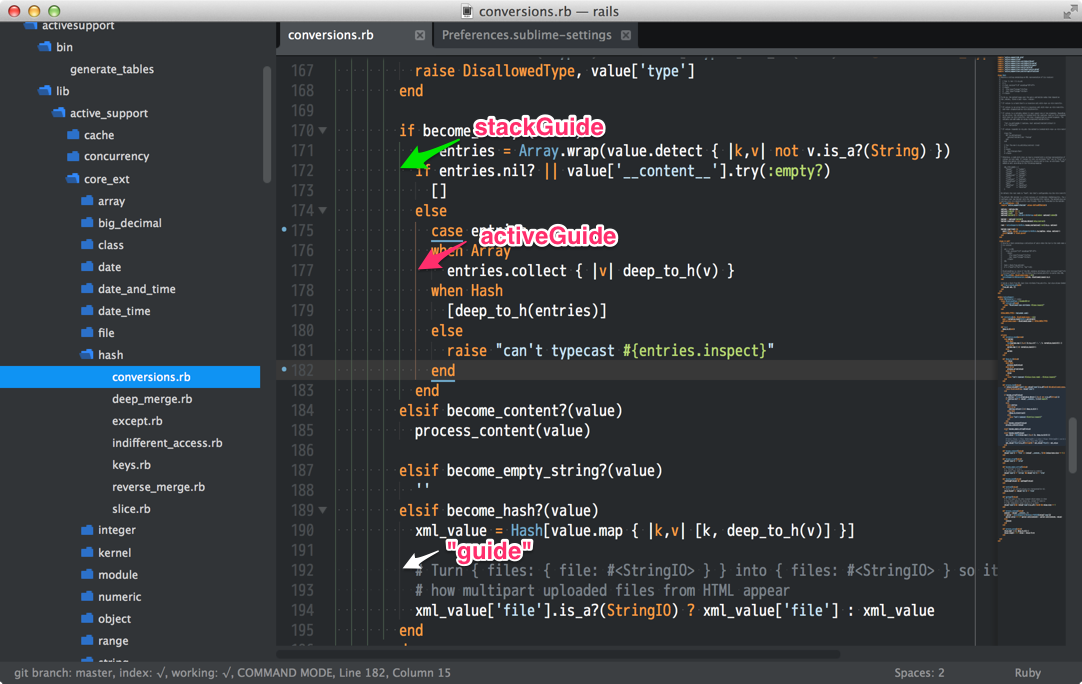 conversions.rb — rails
activesupport
bin
generate_tables
lib
active_support
cache
concurrency
core_ext
array
big_decimal
class
date
date_and_time
date_time
file
hash
conversions.rb
deep_merge.rb
except.rb
indifferent_access.rb
keys.rb
reverse_merge.rb
slice.rb
integer
kernel
module
numeric
object
range
string
conversions.rb
Preferences.sublime-settings
167 raise DisallowedType, value['type']
168 end
169
170 if become_
stackGuide
171 entries = Array.wrap(value.detect { |k,v| not v.is_a?(String) })
172 if entries.nil? || value['__content__'].try(:empty?)
173 []
174 else
175 case
activeGuide
176 when Array
177 entries.collect { |v| deep_to_h(v) }
178 when Hash
179 [deep_to_h(entries)]
180 else
181 raise "can't typecast #{entries.inspect}"
182 end
183 end
184 elsif become_content?(value)
185 process_content(value)
186
187 elsif become_empty_string?(value)
188 ''
189 elsif become_hash?(value)
190 xml_value = Hash[value.map { |k,v| [k, deep_to_h(v)] }]
191
"guide"
192 # Turn { files: { file: #<StringIO> } } into { files: #<StringIO> } so it
193 # how multipart uploaded files from HTML appear
194 xml_value['file'].is_a?(StringIO) ? xml_value['file'] : xml_value
195 end
git branch: master, index: √, working: √, COMMAND MODE, Line 182, Column 15
Spaces: 2
Ruby